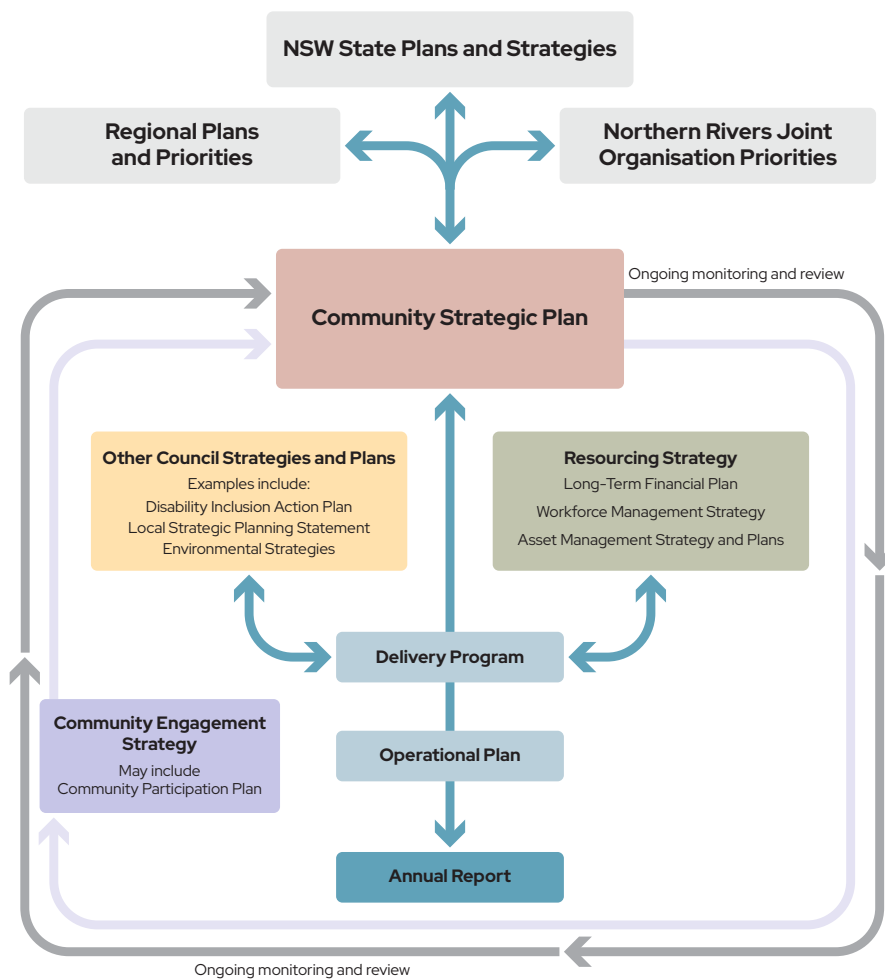 NSW State Plans and Strategies
Regional Plans
and Priorities
Northern Rivers Joint
Organisation Priorities
Community Strategic Plan
Ongoing monitoring and review
Other Council Strategies and Plans
Examples include:
Disability Inclusion Action Plan
Local Strategic Planning Statement
Environmental Strategies
Resourcing Strategy
Long-Term Financial Plan
Workforce Management Strategy
Asset Management Strategy and Plans
Delivery Program
Community Engagement
Strategy
May include
Community Participation Plan
Operational Plan
Annual Report
Ongoing monitoring and review